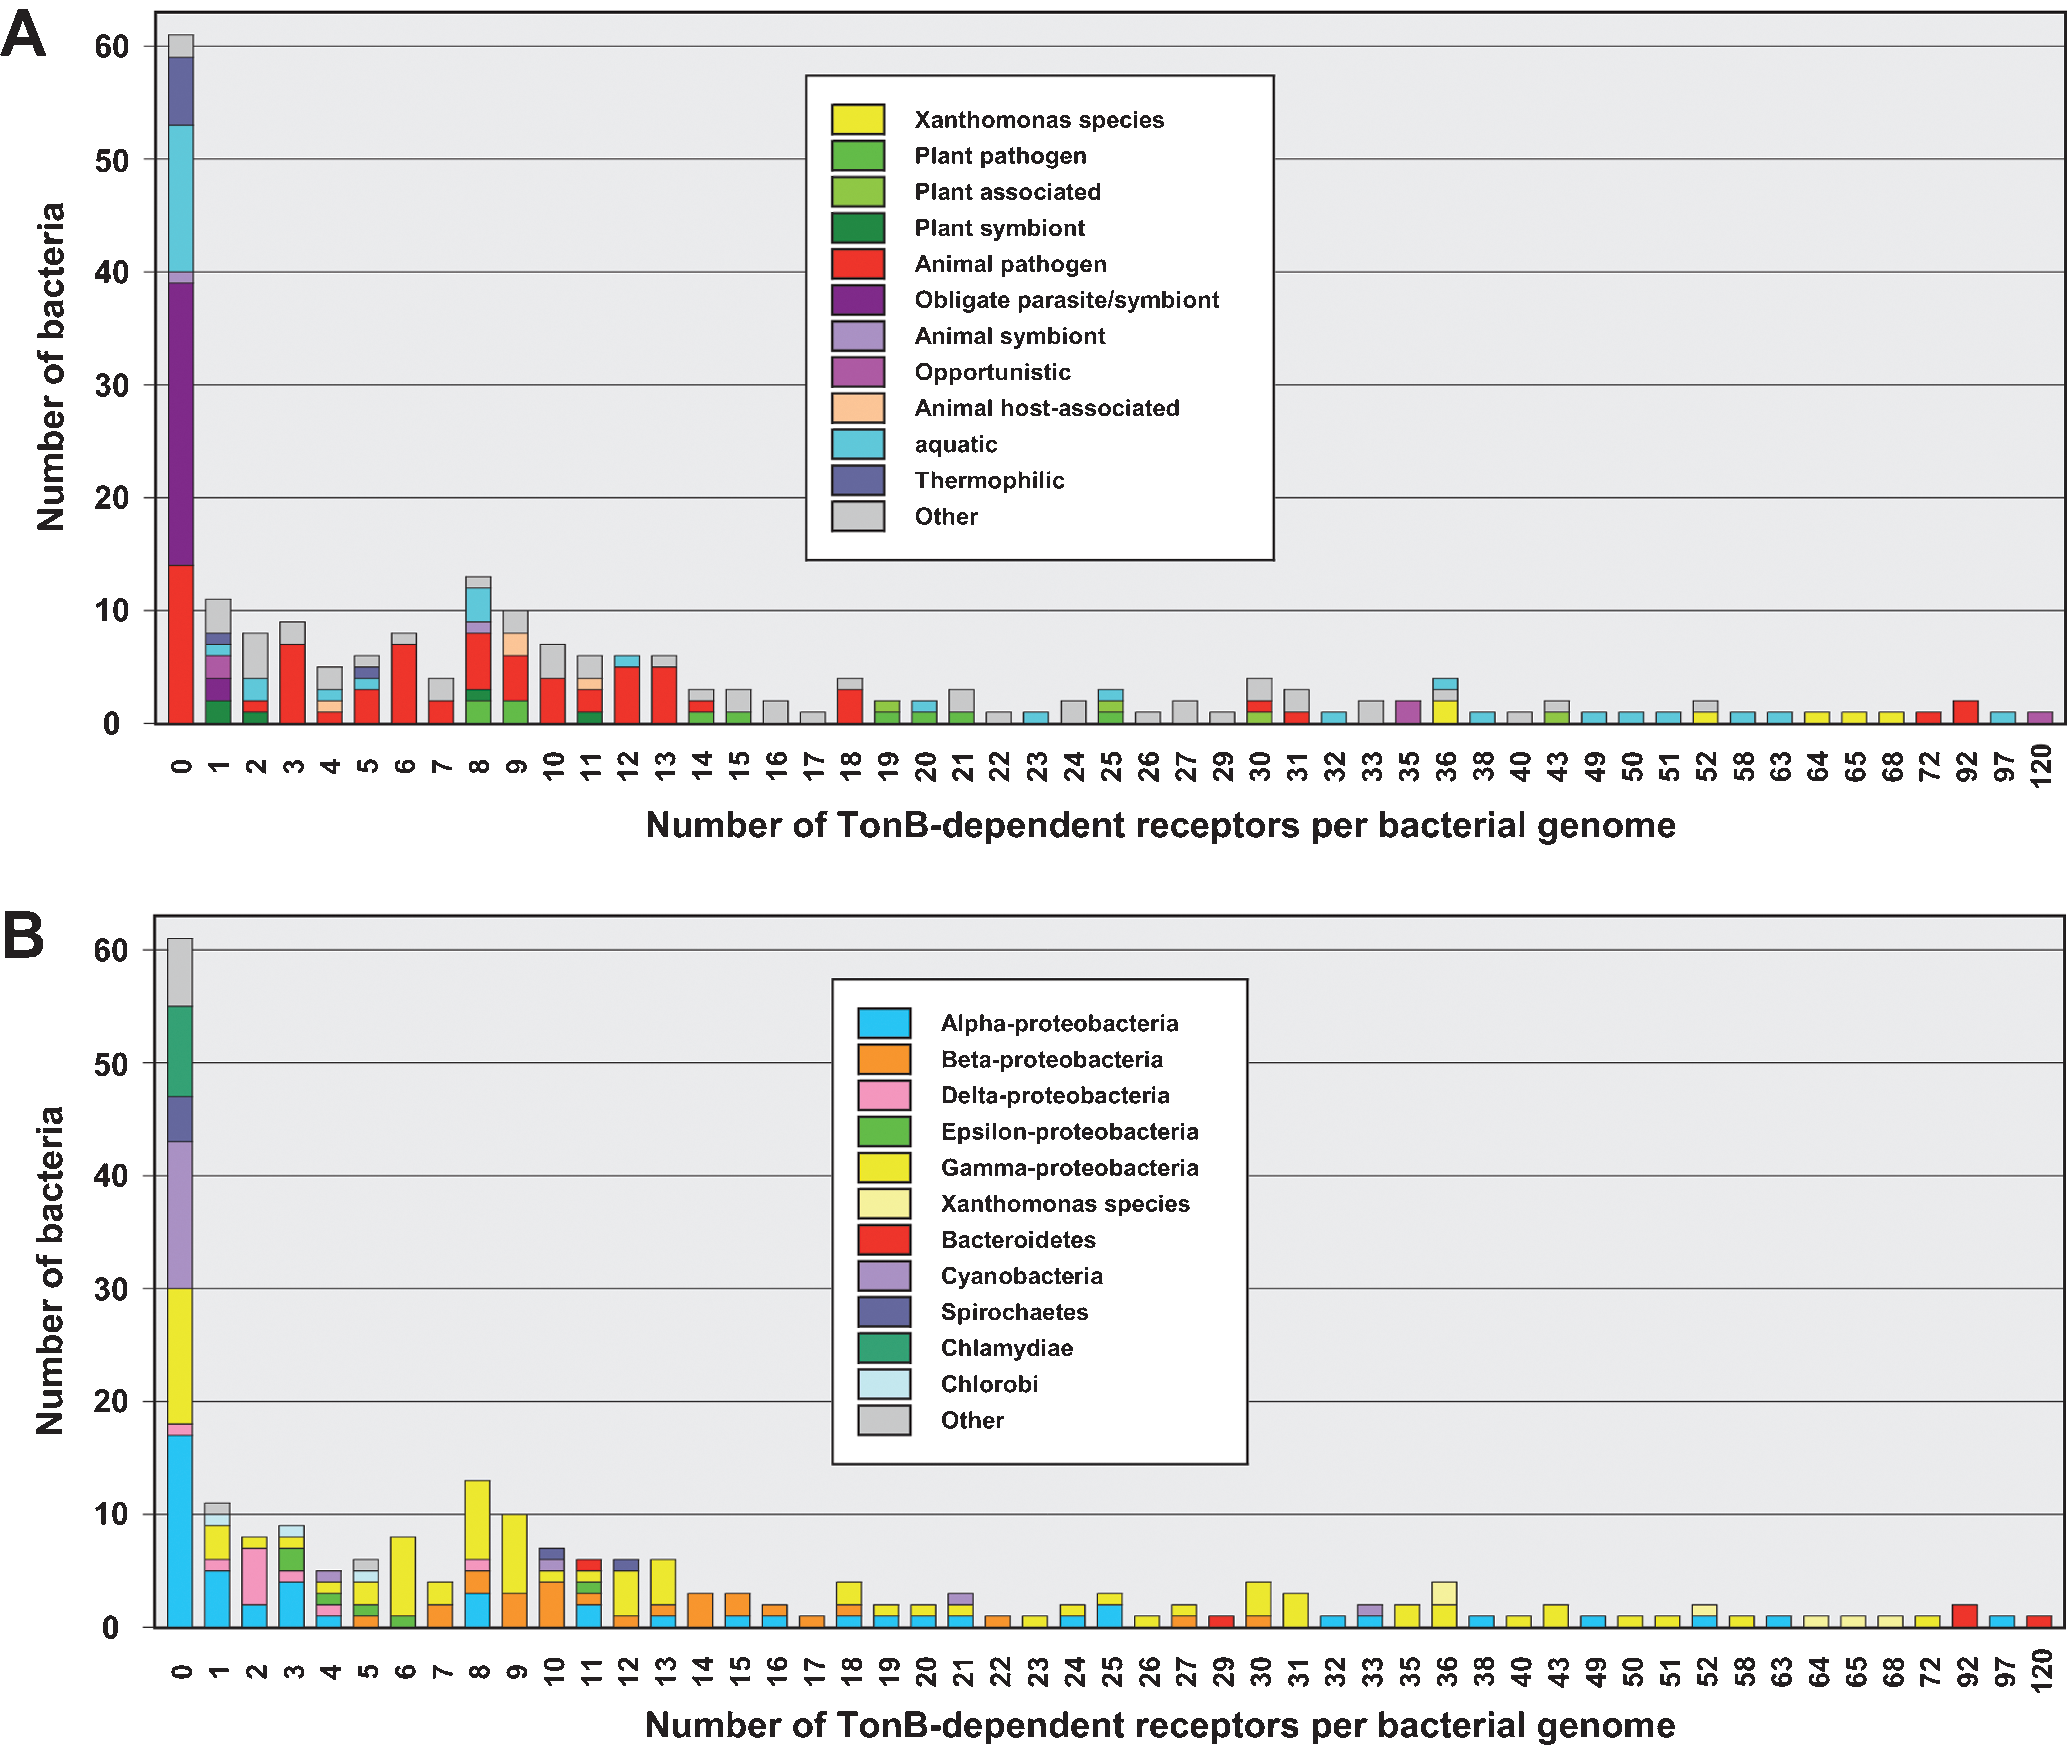 A
60
50
40
30
20
10
0
Number of bacteria
Xanthomonas species
Plant pathogen
Plant associated
Plant symbiont
Animal pathogen
Obligate parasite/symbiont
Animal symbiont
Opportunistic
Animal host-associated
aquatic
Thermophilic
Other
0 1 2 3 4 5 6 7 8 9 10 11 12 13 14 15 16 17 18 19 20 21 22 23 24 25 26 27 29 30 31 32 33 35 36 38 40 43 49 50 51 52 58 63 64 65 68 72 92 97 120
Number of TonB-dependent receptors per bacterial genome
B
60
50
40
30
20
10
0
Number of bacteria
Alpha-proteobacteria
Beta-proteobacteria
Delta-proteobacteria
Epsilon-proteobacteria
Gamma-proteobacteria
Xanthomonas species
Bacteroidetes
Cyanobacteria
Spirochaetes
Chlamydiae
Chlorobi
Other
0 1 2 3 4 5 6 7 8 9 10 11 12 13 14 15 16 17 18 19 20 21 22 23 24 25 26 27 29 30 31 32 33 35 36 38 40 43 49 50 51 52 58 63 64 65 68 72 92 97 120
Number of TonB-dependent receptors per bacterial genome